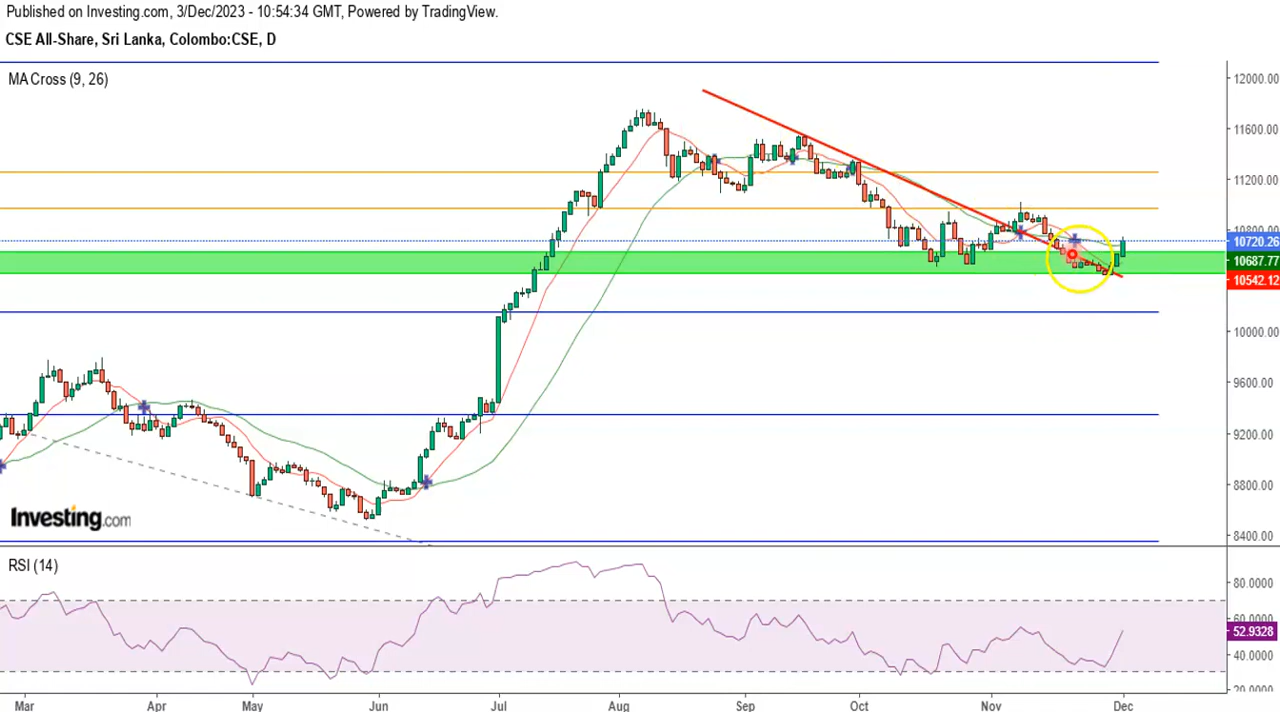 Published on Investing.com, 3/Dec/2023 - 10:54:34 GMT, Powered by TradingView.
CSE All-Share, Sri Lanka, Colombo:CSE, D
MA Cross (9, 26)
12000.00
11600.00
11200.00
10800.00
10720.26
10687.77
10542.12
10000.00
9600.00
9200.00
8800.00
8400.00
Investing.com
RSI (14)
80.0000
60.0000
52.9328
40.0000
20.0000
Mar Apr May Jun Jul Aug Sep Oct Nov Dec